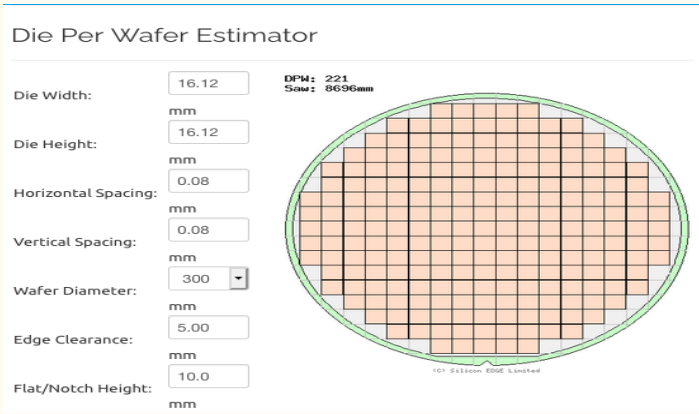 Die Per Wafer Estimator
Die Width:
16.12
mm
Die Height:
16.12
mm
Horizontal Spacing:
0.08
mm
Vertical Spacing:
0.08
mm
Wafer Diameter:
300
mm
Edge Clearance:
5.00
mm
Flat/Notch Height:
10.0
mm
DPW: 221
Saw: 8696mm
(C) Silicon EDGE Limited